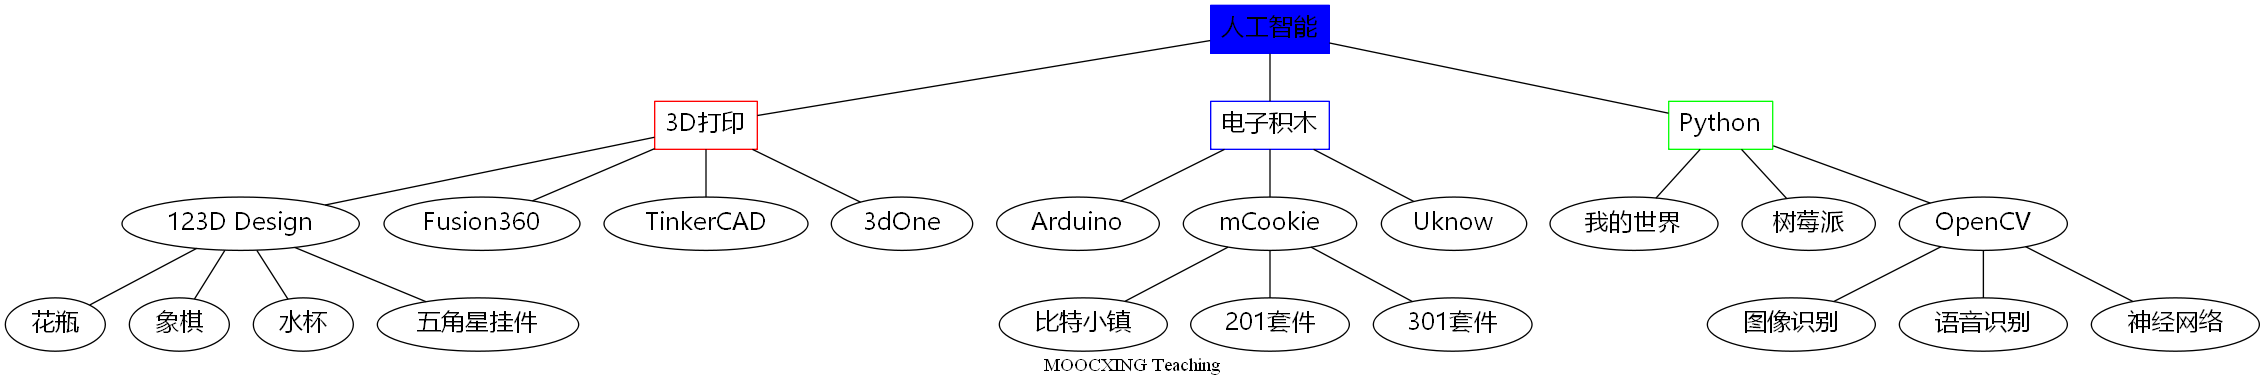 人工智能
3D打印
电子积木
Python
123D Design
Fusion360
TinkerCAD
3dOne
Arduino
mCookie
Uknow
我的世界
树莓派
OpenCV
花瓶
象棋
水杯
五角星挂件
比特小镇
201套件
301套件
图像识别
语音识别
神经网络
MOOCXING Teaching